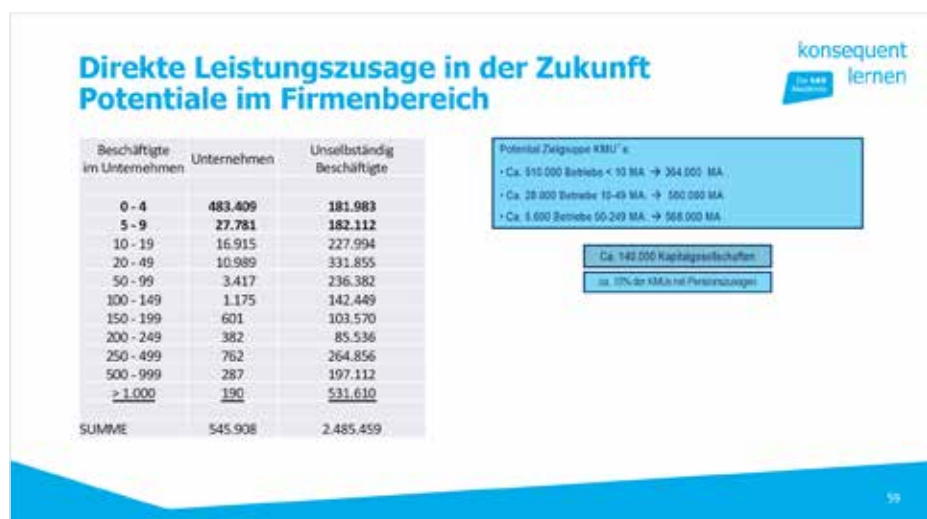 Direkte Leistungszusage in der Zukunft
Potentiale im Firmenbereich
konsequent
lernen
Beschäftigte
im Unternehmen
Unternehmen
Unselbständig
Beschäftigte
0 - 4 483.409 181.983
5 - 9 27.781 182.112
10 - 19 16.915 227.994
20 - 49 10.989 331.855
50 - 99 3.417 236.382
100 - 149 1.175 142.449
150 - 199 601 103.570
200 - 249 382 85.536
250 - 499 762 264.856
500 - 999 287 197.112
> 1.000 190 531.610
SUMME 545.908 2.485.459
Potential Zielgruppe KMU´s:
• Ca. 510.000 Betriebe < 10 MA → 364.000 MA
• Ca. 28.000 Betriebe 10-49 MA → 560.000 MA
• Ca. 5.600 Betriebe 50-249 MA → 568.000 MA
Ca. 140.000 Kapitalgesellschaften
ca. 10% der KMUs mit Pensionszusagen
59